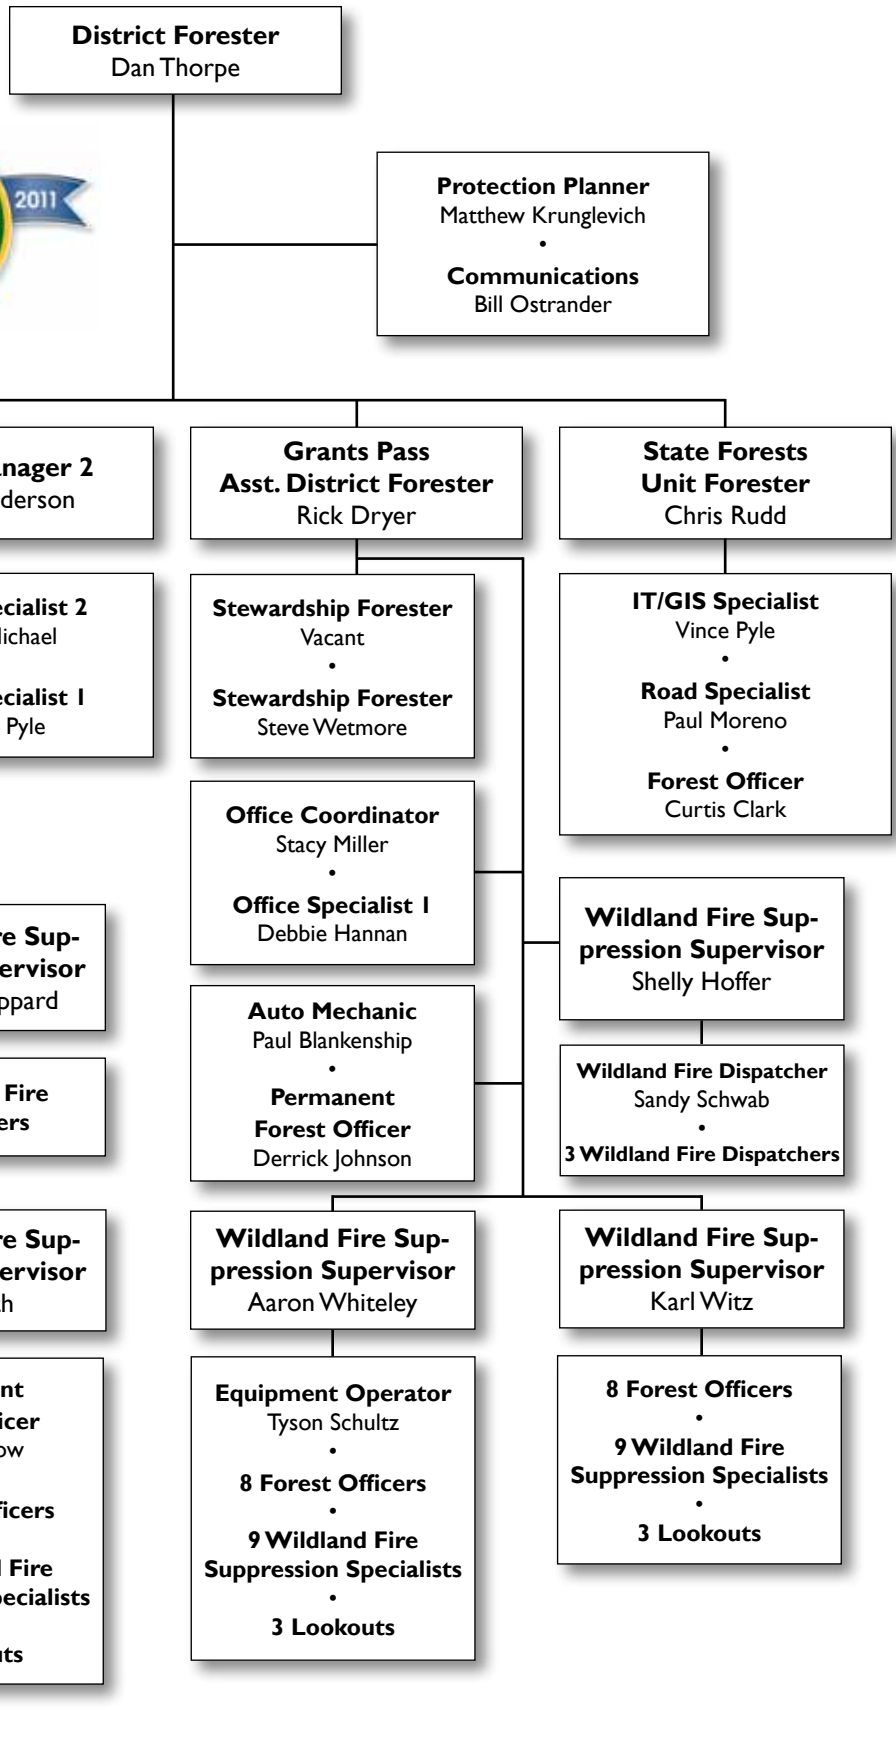 District Forester
Dan Thorpe
2011
Protection Planner
Matthew Krunglevich
•
Communications
Bill Ostrander
nager 2
derson
Grants Pass
Asst. District Forester
Rick Dryer
State Forests
Unit Forester
Chris Rudd
ecialist 2
ichael
ecialist 1
Pyle
Stewardship Forester
Vacant
•
Stewardship Forester
Steve Wetmore
IT/GIS Specialist
Vince Pyle
•
Road Specialist
Paul Moreno
•
Forest Officer
Curtis Clark
Office Coordinator
Stacy Miller
•
Office Specialist 1
Debbie Hannan
re Sup-
ervisor
ppard
Wildland Fire Sup-
pression Supervisor
Shelly Hoffer
Auto Mechanic
Paul Blankenship
•
Permanent
Forest Officer
Derrick Johnson
Fire
ers
Wildland Fire Dispatcher
Sandy Schwab
•
3 Wildland Fire Dispatchers
re Sup-
ervisor
h
Wildland Fire Sup-
pression Supervisor
Aaron Whiteley
Wildland Fire Sup-
pression Supervisor
Karl Witz
nt
icer
ow
ficers
Fire
pecialists
ts
Equipment Operator
Tyson Schultz
•
8 Forest Officers
•
9 Wildland Fire
Suppression Specialists
•
3 Lookouts
8 Forest Officers
•
9 Wildland Fire
Suppression Specialists
•
3 Lookouts